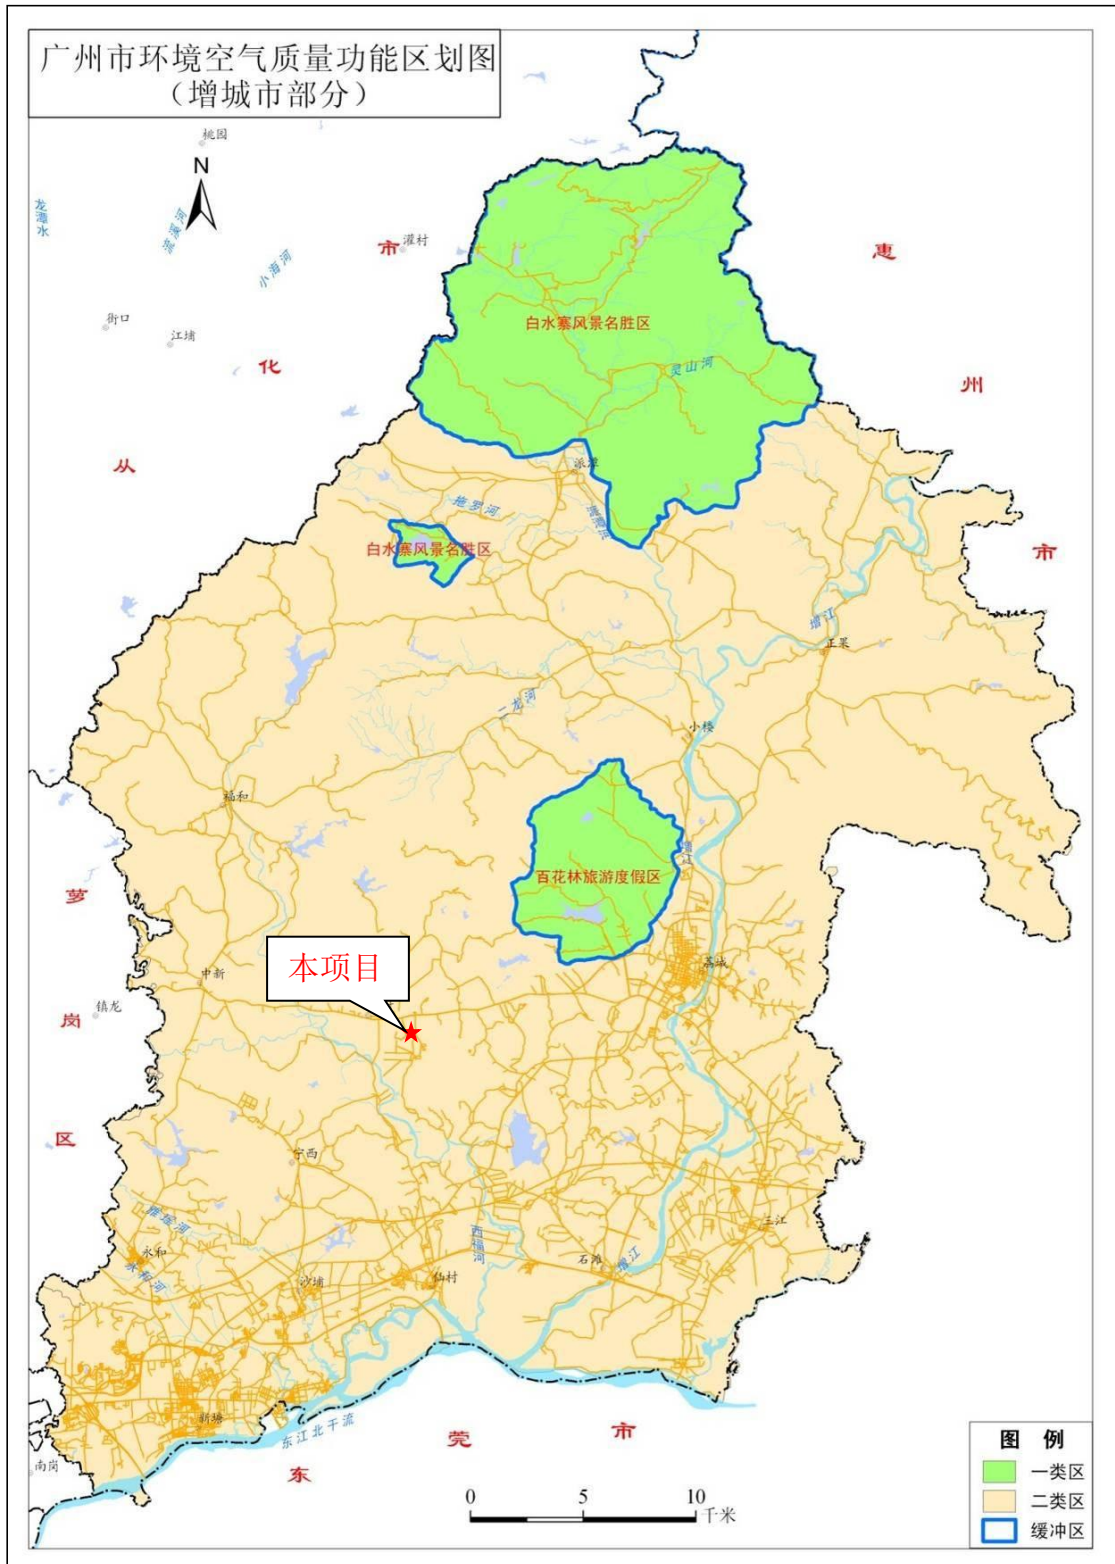 广州市环境空气质量功能区划图
（增城市部分）
桃园
N
龙潭水
流溪河
小海河
市
灌村
惠
街口
江埔
化
白水寨风景名胜区
灵山河
州
从
派潭
拖罗河
白水寨风景名胜区
市
增江
正果
二龙河
小楼
福和
增江
百花林旅游度假区
萝
本项目
荔城
中新
镇龙
岗
区
宁西
雅瑶河
三江
永和
西福河
石滩
增江
永和河
沙埔
仙村
新塘
东江北干流
莞
市
南岗
东
图 例
一类区
二类区
缓冲区
0 5 10
千米